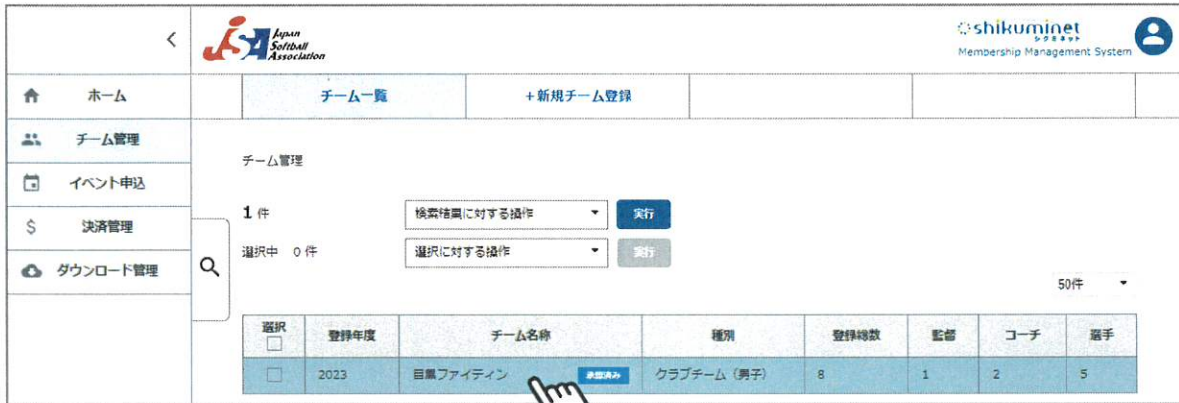 Japan
Softball
Association
shikuminet
シクミネット
Membership Management System
ホーム
チーム一覧
+新規チーム登録
チーム管理
イベント申込
決済管理
ダウンロード管理
チーム管理
1 件
検索結果に対する操作
実行
選択中 0 件
選択に対する操作
実行
50件
選択 登録年度 チーム名称 種別 登録総数 監督 コーチ 選手
2023 目黒ファイティン 承認済み クラブチーム（男子） 8 1 2 5